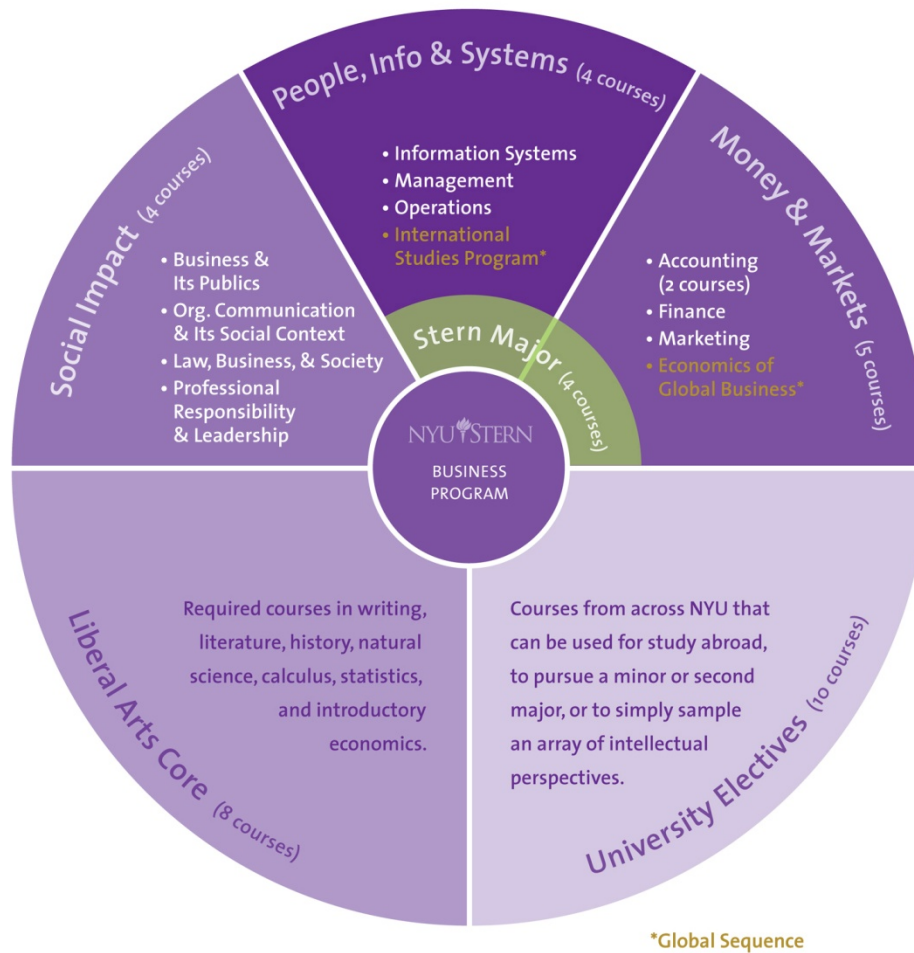 People, Info & Systems (4 courses)
• Information Systems
• Management
• Operations
• International
Studies Program*
Money & Markets (5 courses)
• Accounting
(2 courses)
• Finance
• Marketing
• Economics of
Global Business*
Social Impact (4 courses)
• Business &
Its Publics
• Org. Communication
& Its Social Context
• Law, Business, & Society
• Professional
Responsibility
& Leadership
Stern Major (4 courses)
NYU STERN
BUSINESS
PROGRAM
Liberal Arts Core (8 courses)
Required courses in writing,
literature, history, natural
science, calculus, statistics,
and introductory
economics.
University Electives (10 courses)
Courses from across NYU that
can be used for study abroad,
to pursue a minor or second
major, or to simply sample
an array of intellectual
perspectives.
*Global Sequence